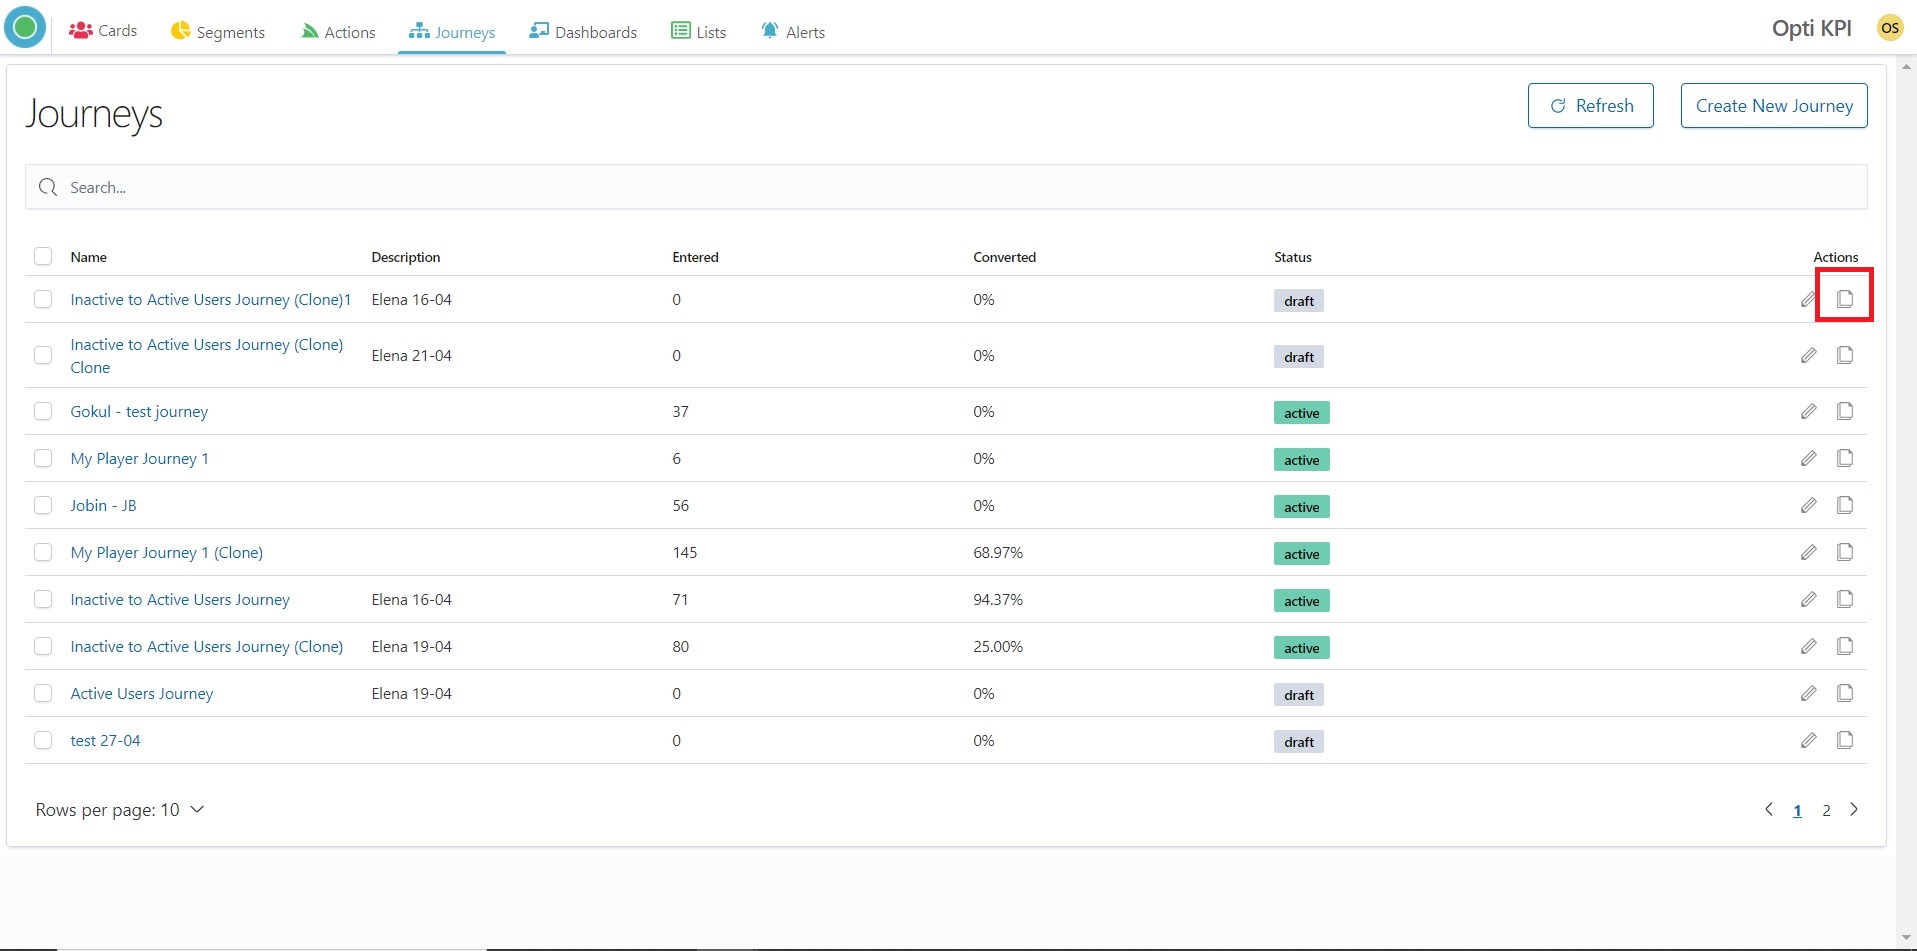 Cards Segments Actions Journeys Dashboards Lists Alerts Opti KPI OS
Journeys Refresh Create New Journey
Search...
Name Description Entered Converted Status Actions
Inactive to Active Users Journey (Clone)1 Elena 16-04 0 0% draft
Inactive to Active Users Journey (Clone)
Clone Elena 21-04 0 0% draft
Gokul - test journey 37 0% active
My Player Journey 1 6 0% active
Jobin - JB 56 0% active
My Player Journey 1 (Clone) 145 68.97% active
Inactive to Active Users Journey Elena 16-04 71 94.37% active
Inactive to Active Users Journey (Clone) Elena 19-04 80 25.00% active
Active Users Journey Elena 19-04 0 0% draft
test 27-04 0 0% draft
Rows per page: 10 1 2